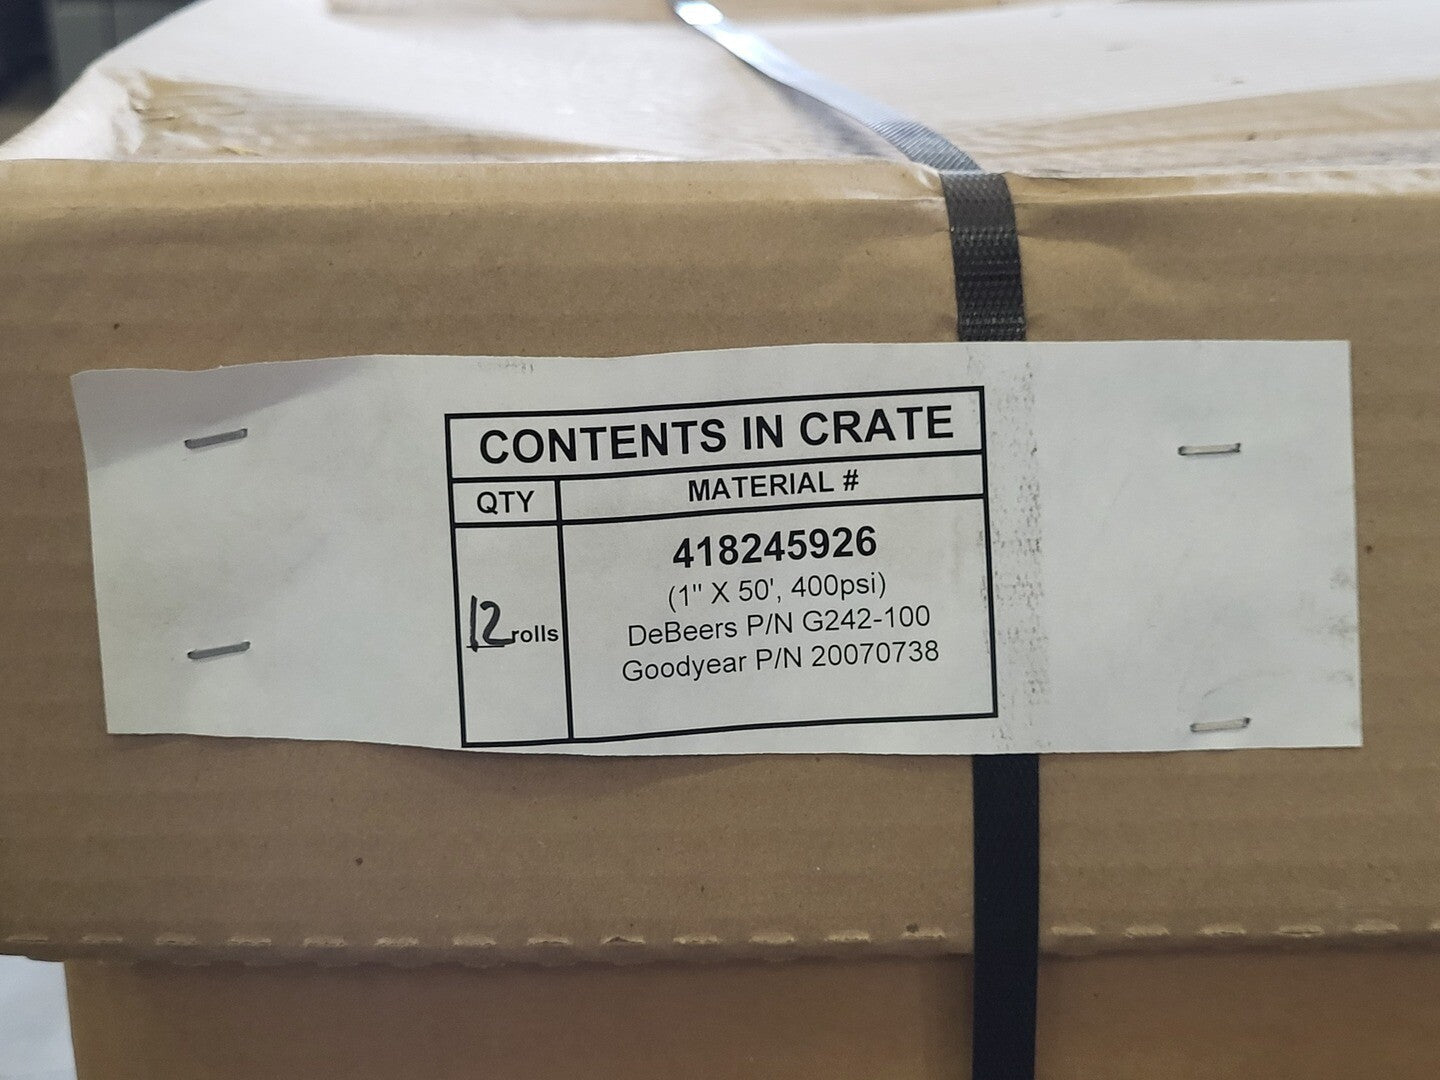 CONTENTS IN CRATE
QTY MATERIAL #
12 rolls
418245926
(1" X 50', 400psi)
DeBeers P/N G242-100
Goodyear P/N 20070738